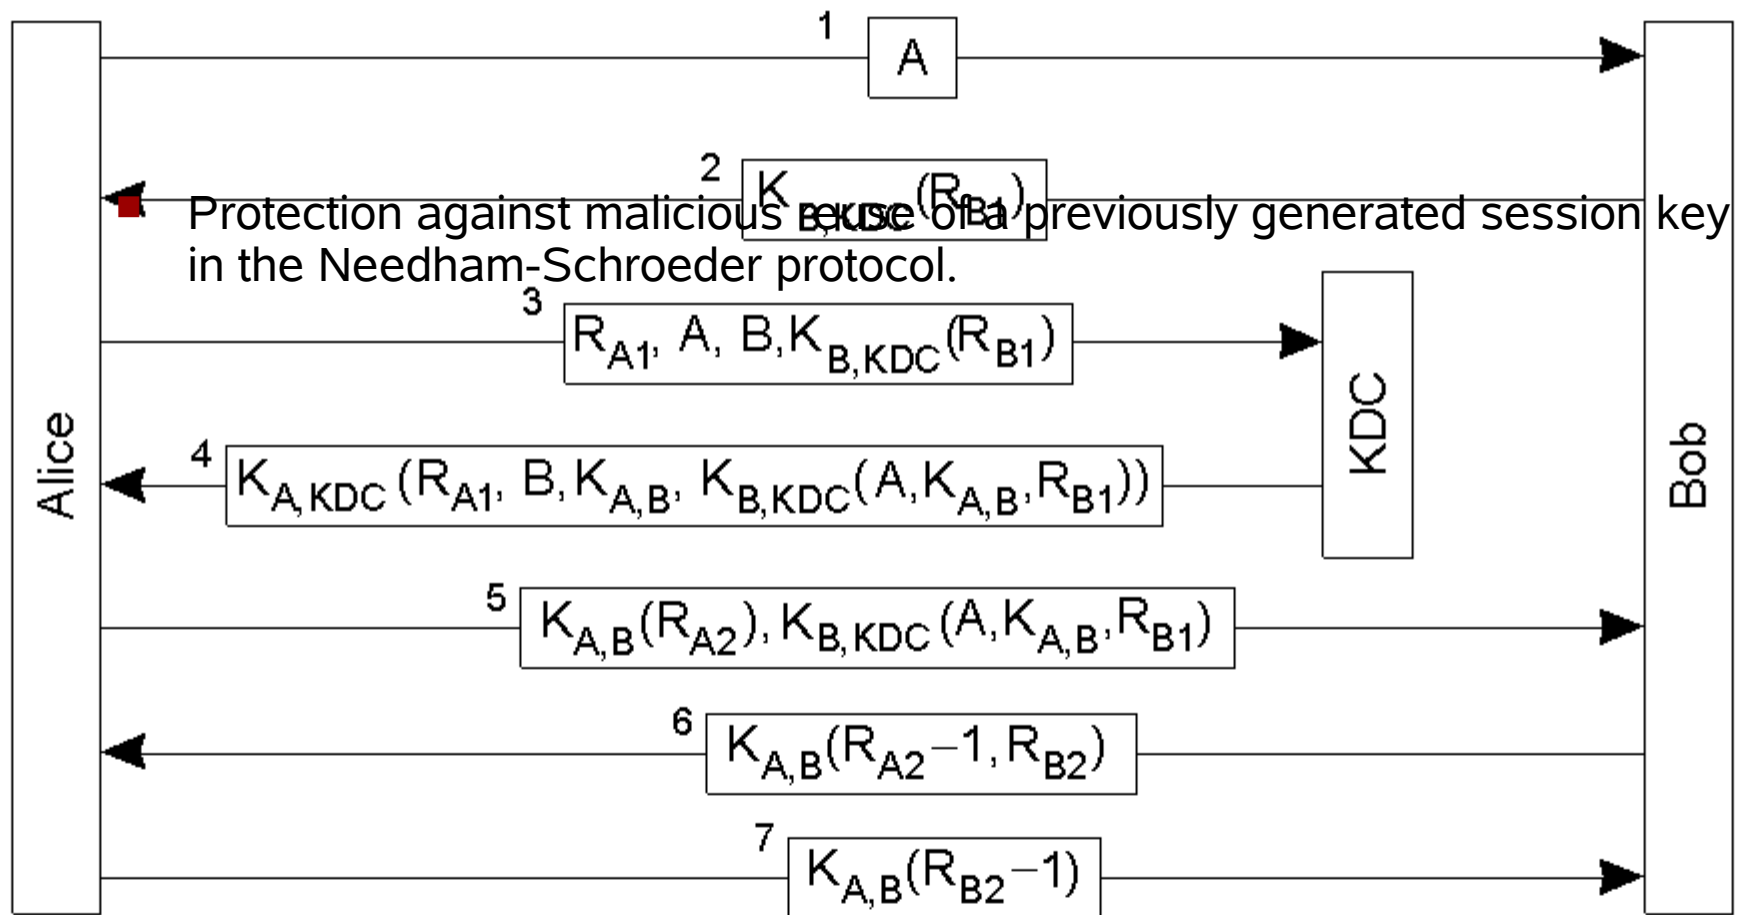 1
A
2
K B,KDC(RB1)
Protection against malicious reuse of a previously generated session key
in the Needham-Schroeder protocol.
3
RA1, A, B,KB,KDC(RB1)
Alice
KDC
Bob
4
KA,KDC(RA1, B,KA,B, KB,KDC(A,KA,B,RB1))
5
KA,B(RA2),KB,KDC(A,KA,B,RB1)
6
KA,B(RA2−1,RB2)
7
KA,B(RB2−1)